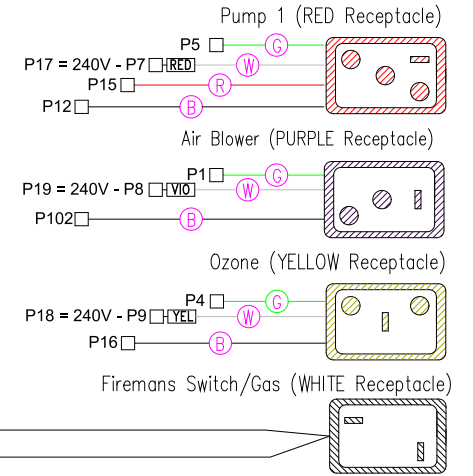 Pump 1 (RED Receptacle)
P5 G
P17 = 240V - P7 RED W
P15 R
P12 B
Air Blower (PURPLE Receptacle)
P1 G
P19 = 240V - P8 VIO W
P102 B
Ozone (YELLOW Receptacle)
P4 G
P18 = 240V - P9 YEL W
P16 B
Firemans Switch/Gas (WHITE Receptacle)